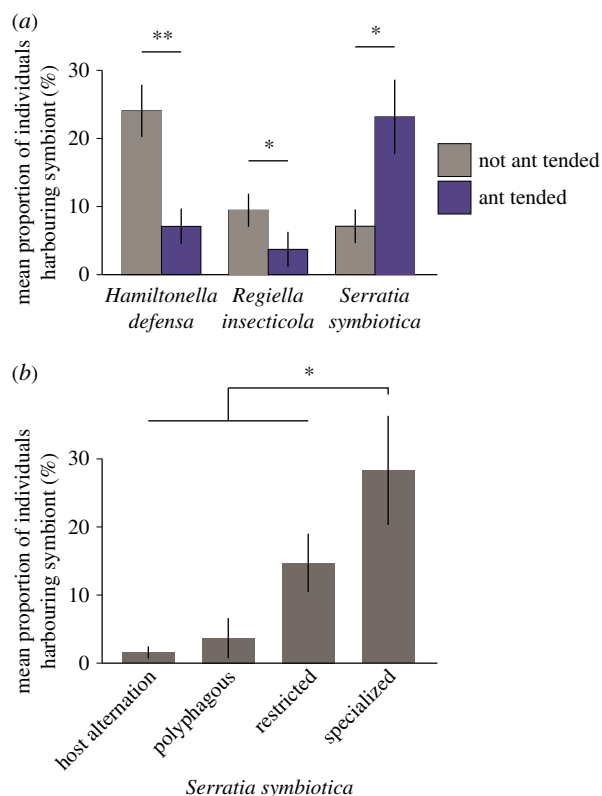 (a)
mean proportion of individuals
harbouring symbiont (%)
30
20
10
0
**
*
*
not ant tended
ant tended
Hamiltonella
defensa
Regiella
insecticola
Serratia
symbiotica
(b)
mean proportion of individuals
harbouring symbiont (%)
30
20
10
0
*
host alternation
polyphagous
restricted
specialized
Serratia symbiotica